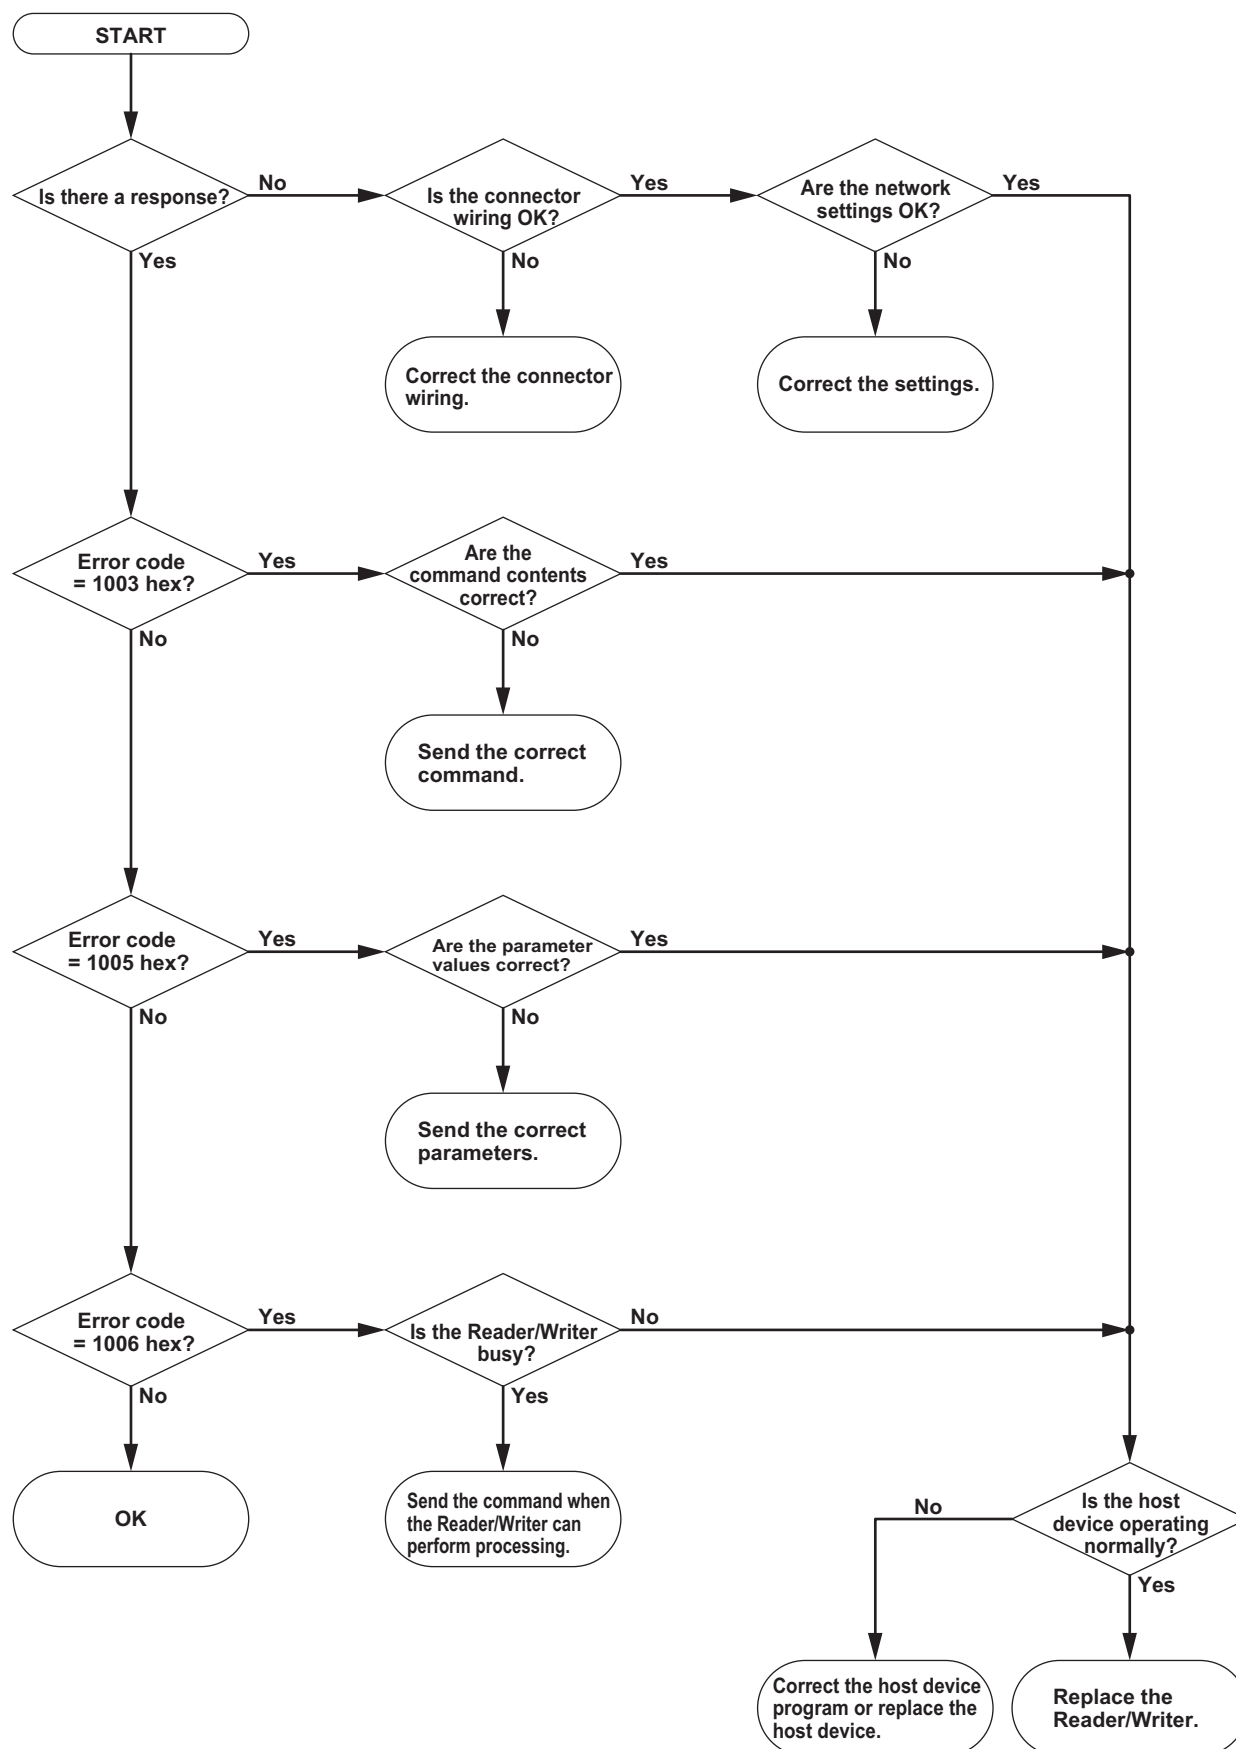 START
Is there a response?
No
Is the connector
wiring OK?
Yes
Are the network
settings OK?
Yes
Yes
No
No
Correct the connector
wiring.
Correct the settings.
Error code
= 1003 hex?
Yes
Are the
command contents
correct?
Yes
No
No
Send the correct
command.
Error code
= 1005 hex?
Yes
Are the parameter
values correct?
Yes
No
No
Send the correct
parameters.
Error code
= 1006 hex?
Yes
Is the Reader/Writer
busy?
No
No
Yes
OK
Send the command when
the Reader/Writer can
perform processing.
No
Is the host
device operating
normally?
Yes
Correct the host device
program or replace the
host device.
Replace the
Reader/Writer.